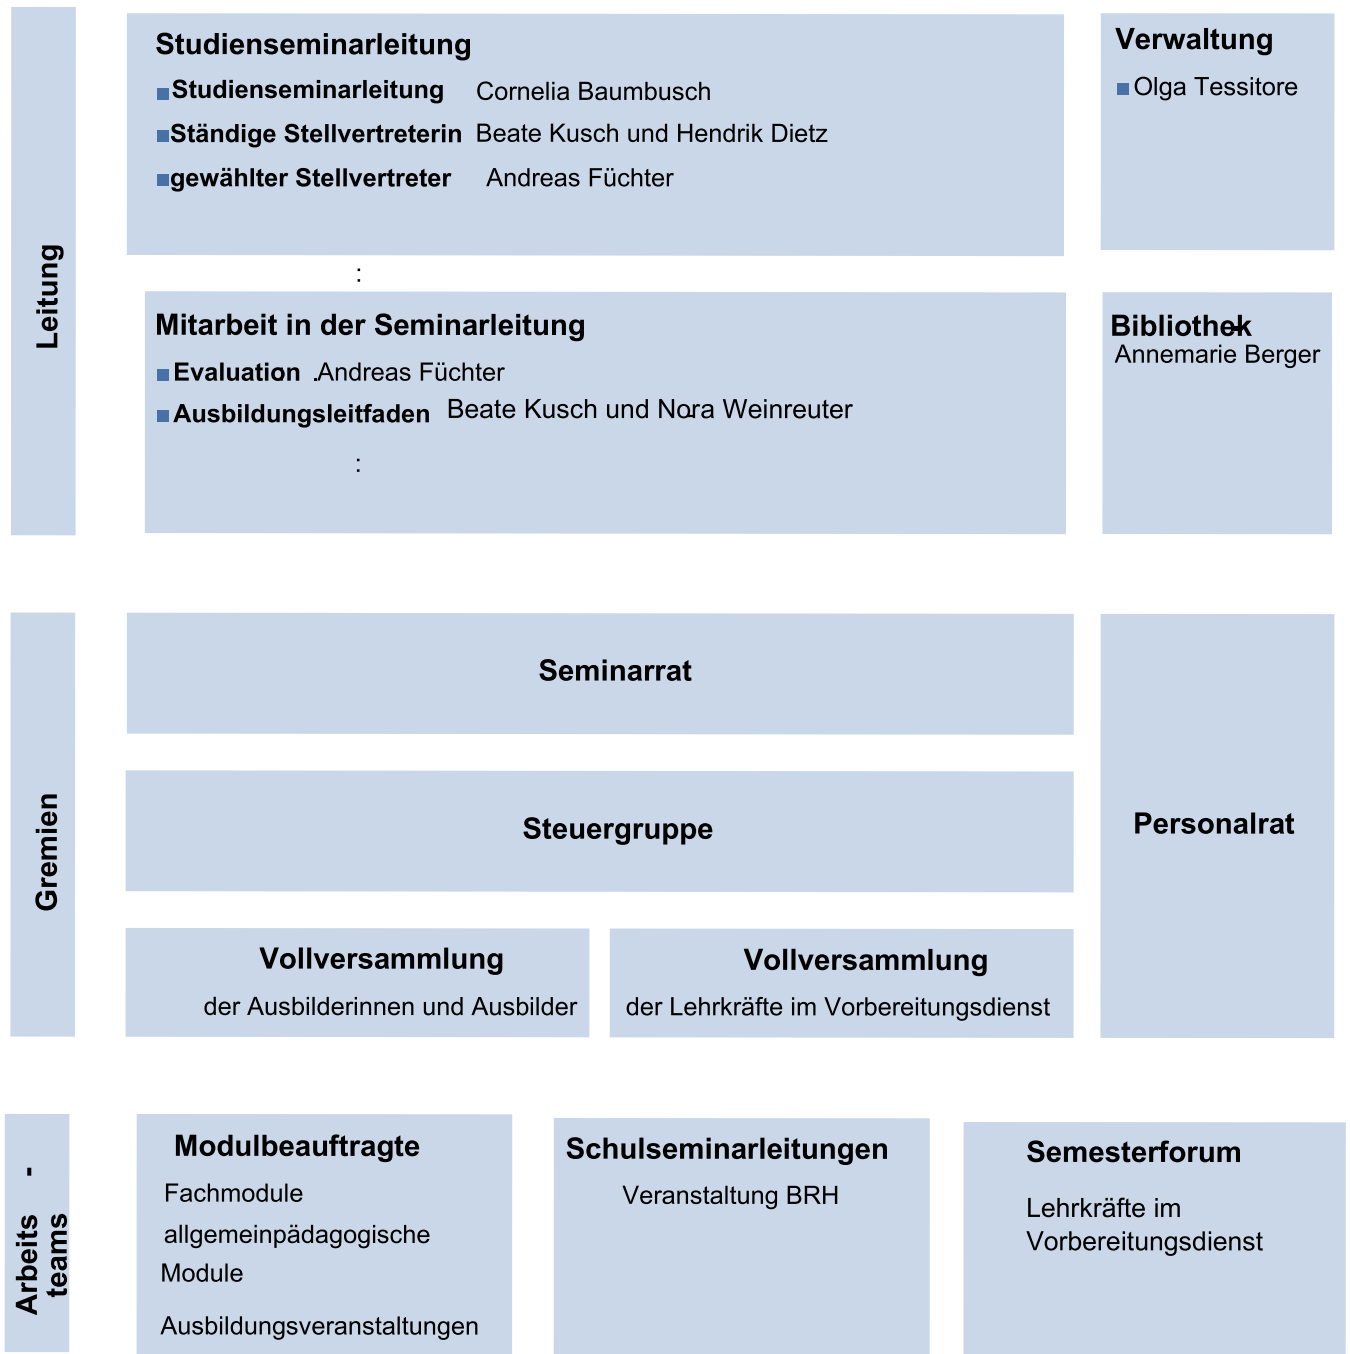 Leitung
Studienseminarleitung
Studienseminarleitung Cornelia Baumbusch
Ständige Stellvertreterin Beate Kusch und Hendrik Dietz
gewählter Stellvertreter Andreas Füchter
:
Verwaltung
Olga Tessitore
Mitarbeit in der Seminarleitung
Evaluation .Andreas Füchter
Ausbildungsleitfaden Beate Kusch und Nora Weinreuter
:
Bibliothek-
Annemarie Berger
Gremien
Seminarrat
Steuergruppe
Personalrat
Vollversammlung
der Ausbilderinnen und Ausbilder
Vollversammlung
der Lehrkräfte im Vorbereitungsdienst
Arbeits -
teams
Modulbeauftragte
Fachmodule
allgemeinpädagogische
Module
Ausbildungsveranstaltungen
Schulseminarleitungen
Veranstaltung BRH
Semesterforum
Lehrkräfte im
Vorbereitungsdienst